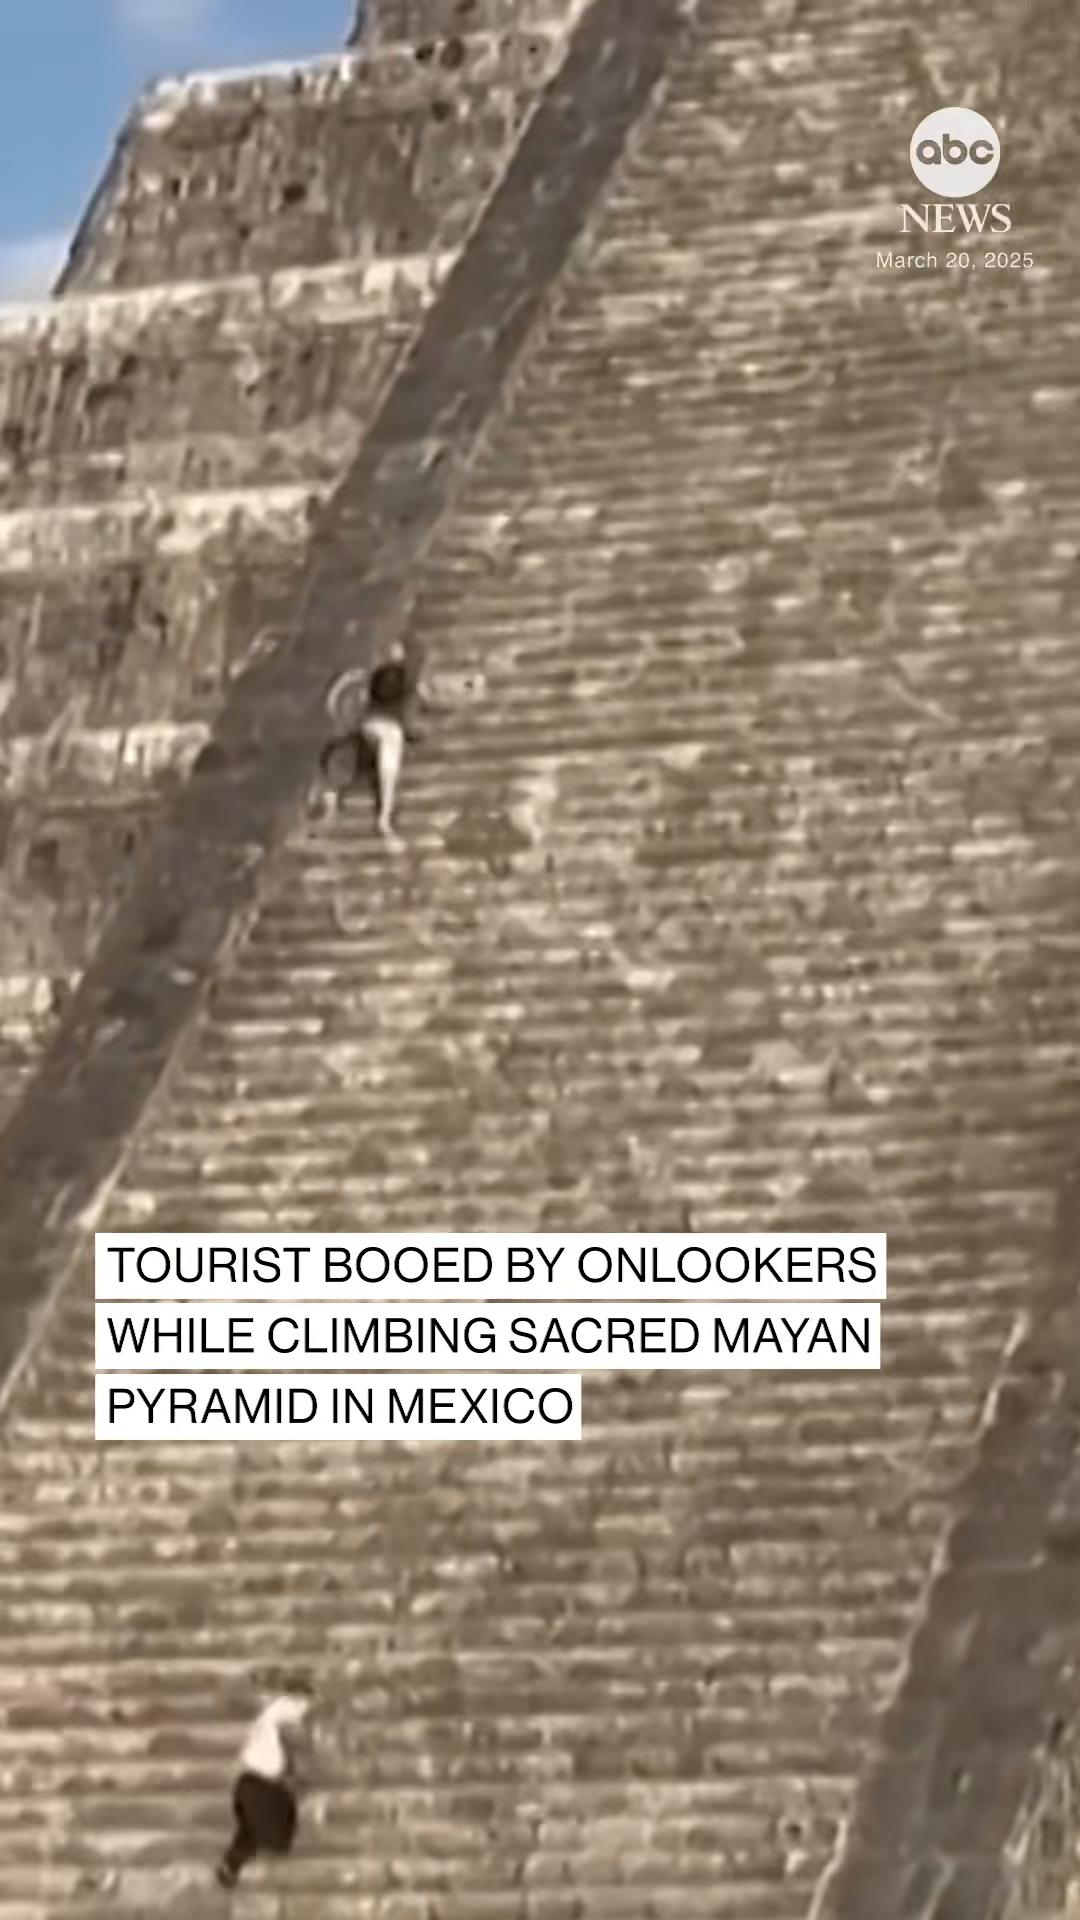 abc
NEWS
March 20, 2025
TOURIST BOOED BY ONLOOKERS
WHILE CLIMBING SACRED MAYAN
PYRAMID IN MEXICO